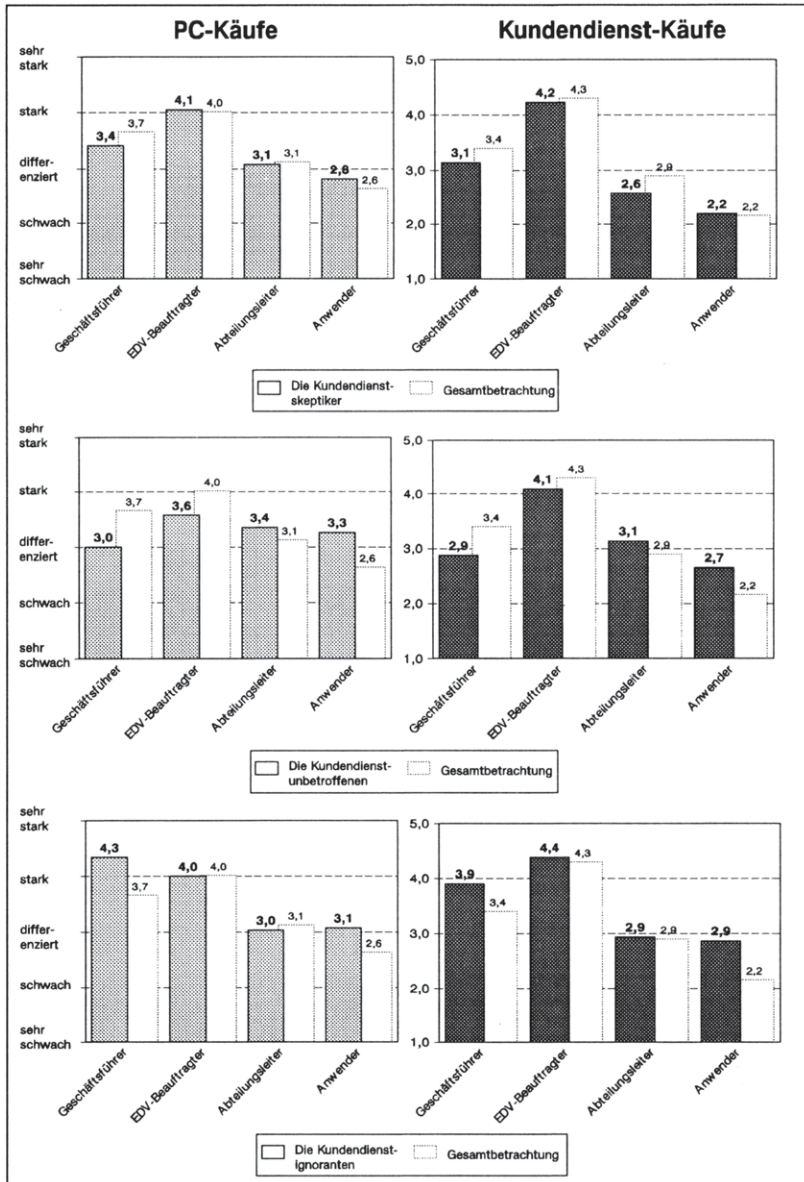 PC-Käufe
Kundendienst-Käufe
sehr
stark
stark
differ-
enziert
schwach
sehr
schwach
3,4
3,7
4,1
4,0
3,1
3,1
2,8
2,6
Geschäftsführer
EDV-Beauftragter
Abteilungsleiter
Anwender
5,0
4,0
3,0
2,0
1,0
3,1
3,4
4,2
4,3
2,6
2,9
2,2
2,2
Geschäftsführer
EDV-Beauftragter
Abteilungsleiter
Anwender
Die Kundendienst-
skeptiker
Gesamtbetrachtung
sehr
stark
stark
differ-
enziert
schwach
sehr
schwach
3,0
3,7
3,6
4,0
3,4
3,1
3,3
2,6
Geschäftsführer
EDV-Beauftragter
Abteilungsleiter
Anwender
5,0
4,0
3,0
2,0
1,0
2,9
3,4
4,1
4,3
3,1
2,9
2,7
2,2
Geschäftsführer
EDV-Beauftragter
Abteilungsleiter
Anwender
Die Kundendienst-
unbetroffenen
Gesamtbetrachtung
sehr
stark
stark
differ-
enziert
schwach
sehr
schwach
4,3
3,7
4,0
4,0
3,0
3,1
3,1
2,6
Geschäftsführer
EDV-Beauftragter
Abteilungsleiter
Anwender
5,0
4,0
3,0
2,0
1,0
3,9
3,4
4,4
4,3
2,9
2,9
2,9
2,2
Geschäftsführer
EDV-Beauftragter
Abteilungsleiter
Anwender
Die Kundendienst-
ignoranten
Gesamtbetrachtung